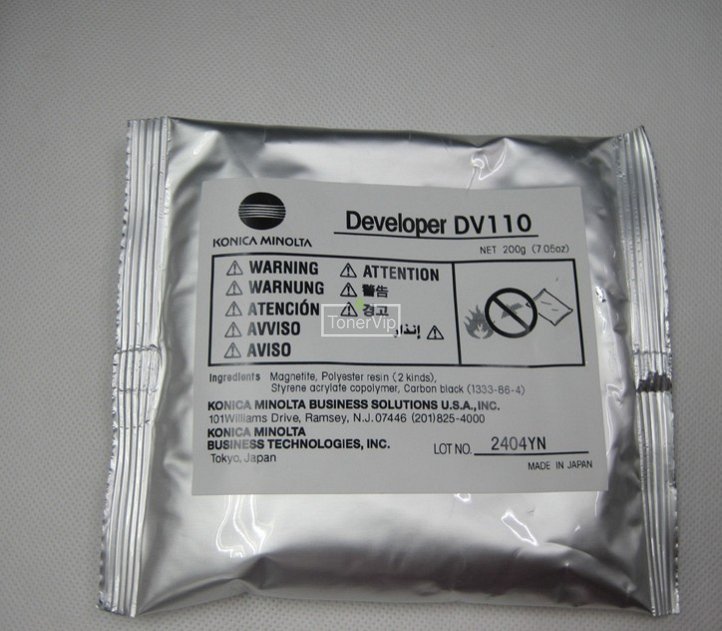 KONICA MINOLTA
Developer DV110
NET 200g (7.05oz)
WARNING
WARNUNG
ATENCIÓN
AVVISO
AVISO
ATTENTION
警告
경고
إنذار
TonerVip
Ingredients Magnetite, Polyester resin (2 kinds),
Styrene acrylate copolymer, Carbon black (1333-86-4)
KONICA MINOLTA BUSINESS SOLUTIONS U.S.A., INC.
101Williams Drive, Ramsey, N.J. 07446 (201)825-4000
KONICA MINOLTA
BUSINESS TECHNOLOGIES, INC.
Tokyo, Japan
LOT NO. 2404YN
MADE IN JAPAN